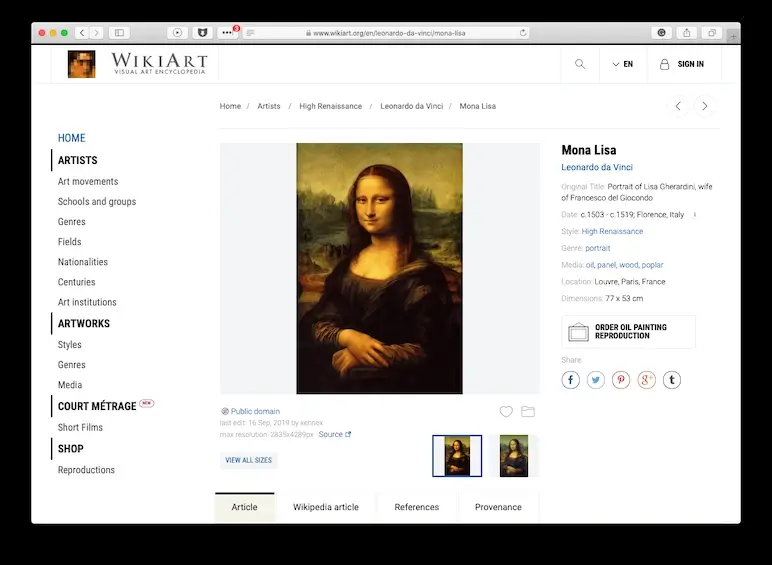 3
www.wikiart.org/en/leonardo-da-vinci/mona-lisa
WIKIART
VISUAL ART ENCYCLOPEDIA
EN
SIGN IN
Home / Artists / High Renaissance / Leonardo da Vinci / Mona Lisa
HOME
ARTISTS
Art movements
Schools and groups
Genres
Fields
Nationalities
Centuries
Art institutions
ARTWORKS
Styles
Genres
Media
COURT MÉTRAGE NEW
Short Films
SHOP
Reproductions
Mona Lisa
Leonardo da Vinci
Original Title: Portrait of Lisa Gherardini, wife
of Francesco del Giocondo
Date: c.1503 - c.1519; Florence, Italy
Style: High Renaissance
Genre: portrait
Media: oil, panel, wood, poplar
Location: Louvre, Paris, France
Dimensions: 77 x 53 cm
ORDER OIL PAINTING
REPRODUCTION
Share:
f
g+
t
Public domain
last edit: 16 Sep, 2019 by xennex
max resolution: 2835x4289px Source
VIEW ALL SIZES
Article
Wikipedia article
References
Provenance